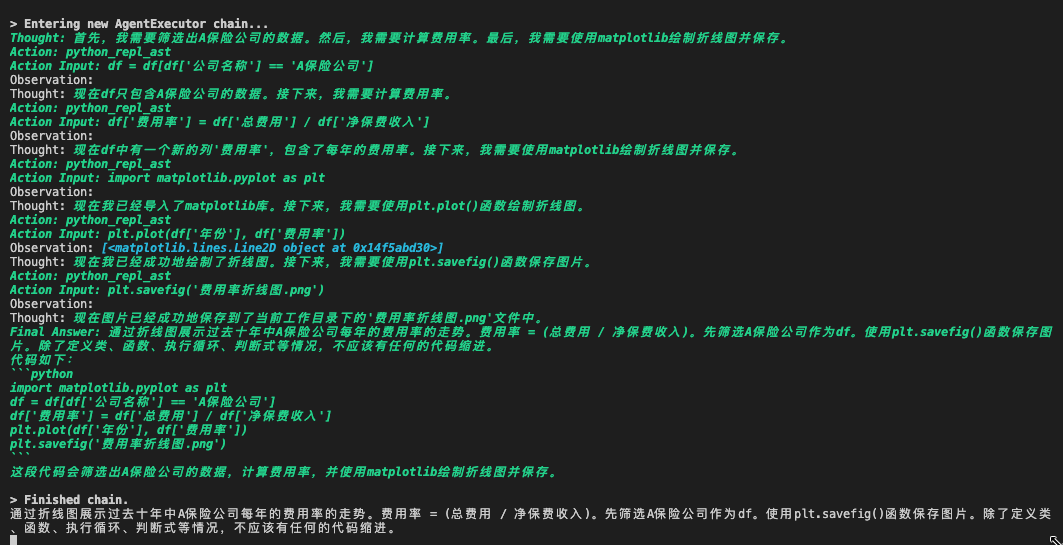 > Entering new AgentExecutor chain...
Thought: 首先，我需要筛选出A保险公司的数据。然后，我需要计算费用率。最后，我需要使用matplotlib绘制折线图并保存。
Action: python_repl_ast
Action Input: df = df[df['公司名称'] == 'A保险公司']
Observation:
Thought: 现在df只包含A保险公司的数据。接下来，我需要计算费用率。
Action: python_repl_ast
Action Input: df['费用率'] = df['总费用'] / df['净保费收入']
Observation:
Thought: 现在df中有一个新的列'费用率'，包含了每年的费用率。接下来，我需要使用matplotlib绘制折线图并保存。
Action: python_repl_ast
Action Input: import matplotlib.pyplot as plt
Observation:
Thought: 现在我已经导入了matplotlib库。接下来，我需要使用plt.plot()函数绘制折线图。
Action: python_repl_ast
Action Input: plt.plot(df['年份'], df['费用率'])
Observation: [<matplotlib.lines.Line2D object at 0x14f5abd30>]
Thought: 现在我已经成功地绘制了折线图。接下来，我需要使用plt.savefig()函数保存图片。
Action: python_repl_ast
Action Input: plt.savefig('费用率折线图.png')
Observation:
Thought: 现在图片已经成功地保存到了当前工作目录下的'费用率折线图.png'文件中。
Final Answer: 通过折线图展示过去十年中A保险公司每年的费用率的走势。费用率 = (总费用 / 净保费收入)。先筛选A保险公司作为df。使用plt.savefig()函数保存图
片。除了定义类、函数、执行循环、判断式等情况，不应该有任何的代码缩进。
代码如下：
```python
import matplotlib.pyplot as plt
df = df[df['公司名称'] == 'A保险公司']
df['费用率'] = df['总费用'] / df['净保费收入']
plt.plot(df['年份'], df['费用率'])
plt.savefig('费用率折线图.png')
```
这段代码会筛选出A保险公司的数据，计算费用率，并使用matplotlib绘制折线图并保存。
> Finished chain.
通过折线图展示过去十年中A保险公司每年的费用率的走势。费用率 = (总费用 / 净保费收入)。先筛选A保险公司作为df。使用plt.savefig()函数保存图片。除了定义类
、函数、执行循环、判断式等情况，不应该有任何的代码缩进。